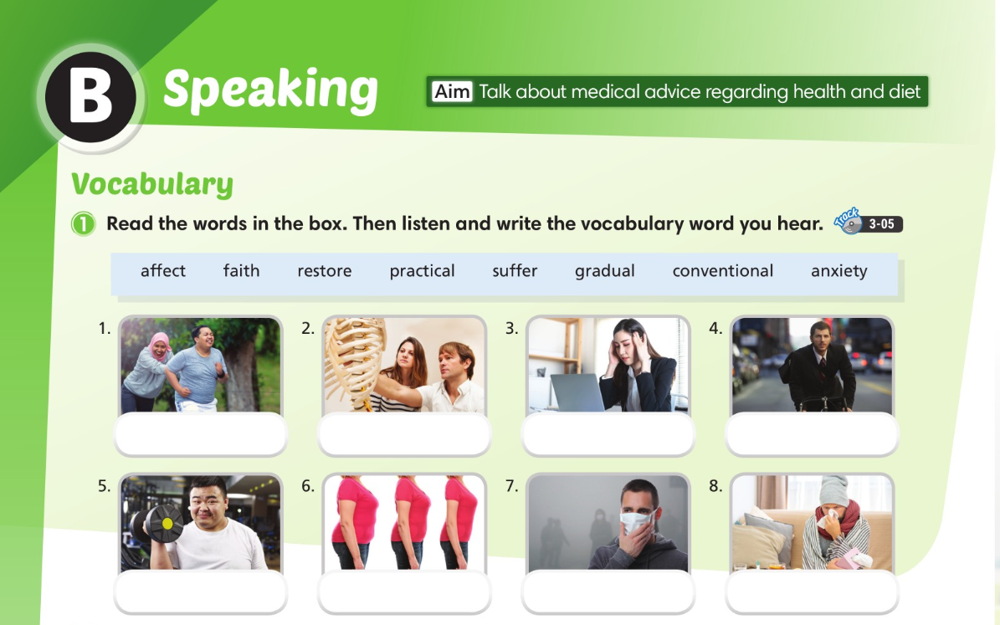 B
Speaking
Aim Talk about medical advice regarding health and diet
Vocabulary
1 Read the words in the box. Then listen and write the vocabulary word you hear. Track 3-05
affect faith restore practical suffer gradual conventional anxiety
1. 2. 3. 4.
5. 6. 7. 8.